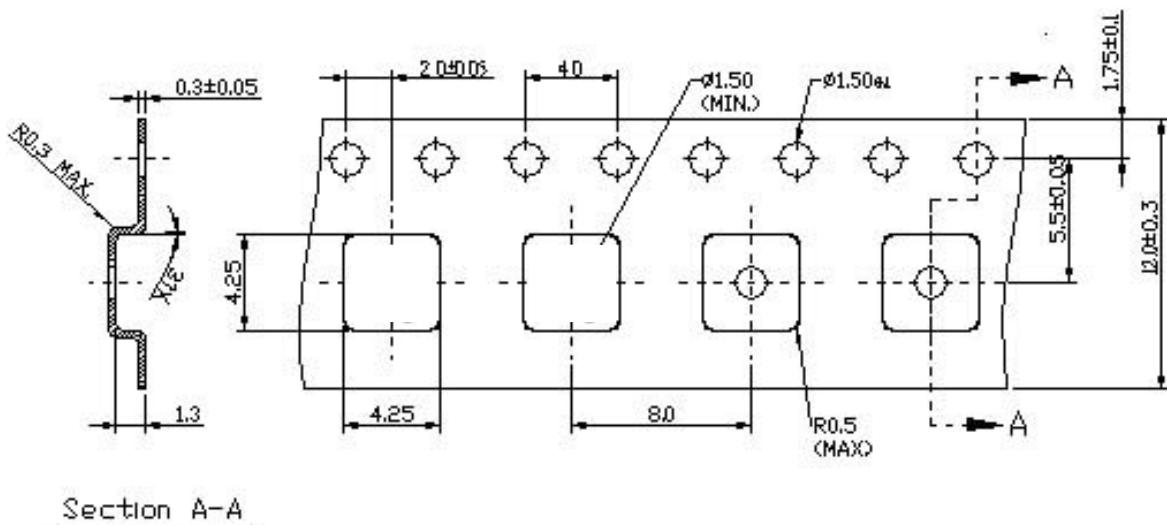 0.3±0.05
2.0±0.05
4.0
Ø1.50
(MIN.)
Ø1.50
A
1.75±0.1
R0.3 MAX.
5.5±0.05
12.0±0.3
4.25
1.3
4.25
8.0
R0.5
(MAX)
A
Section A-A